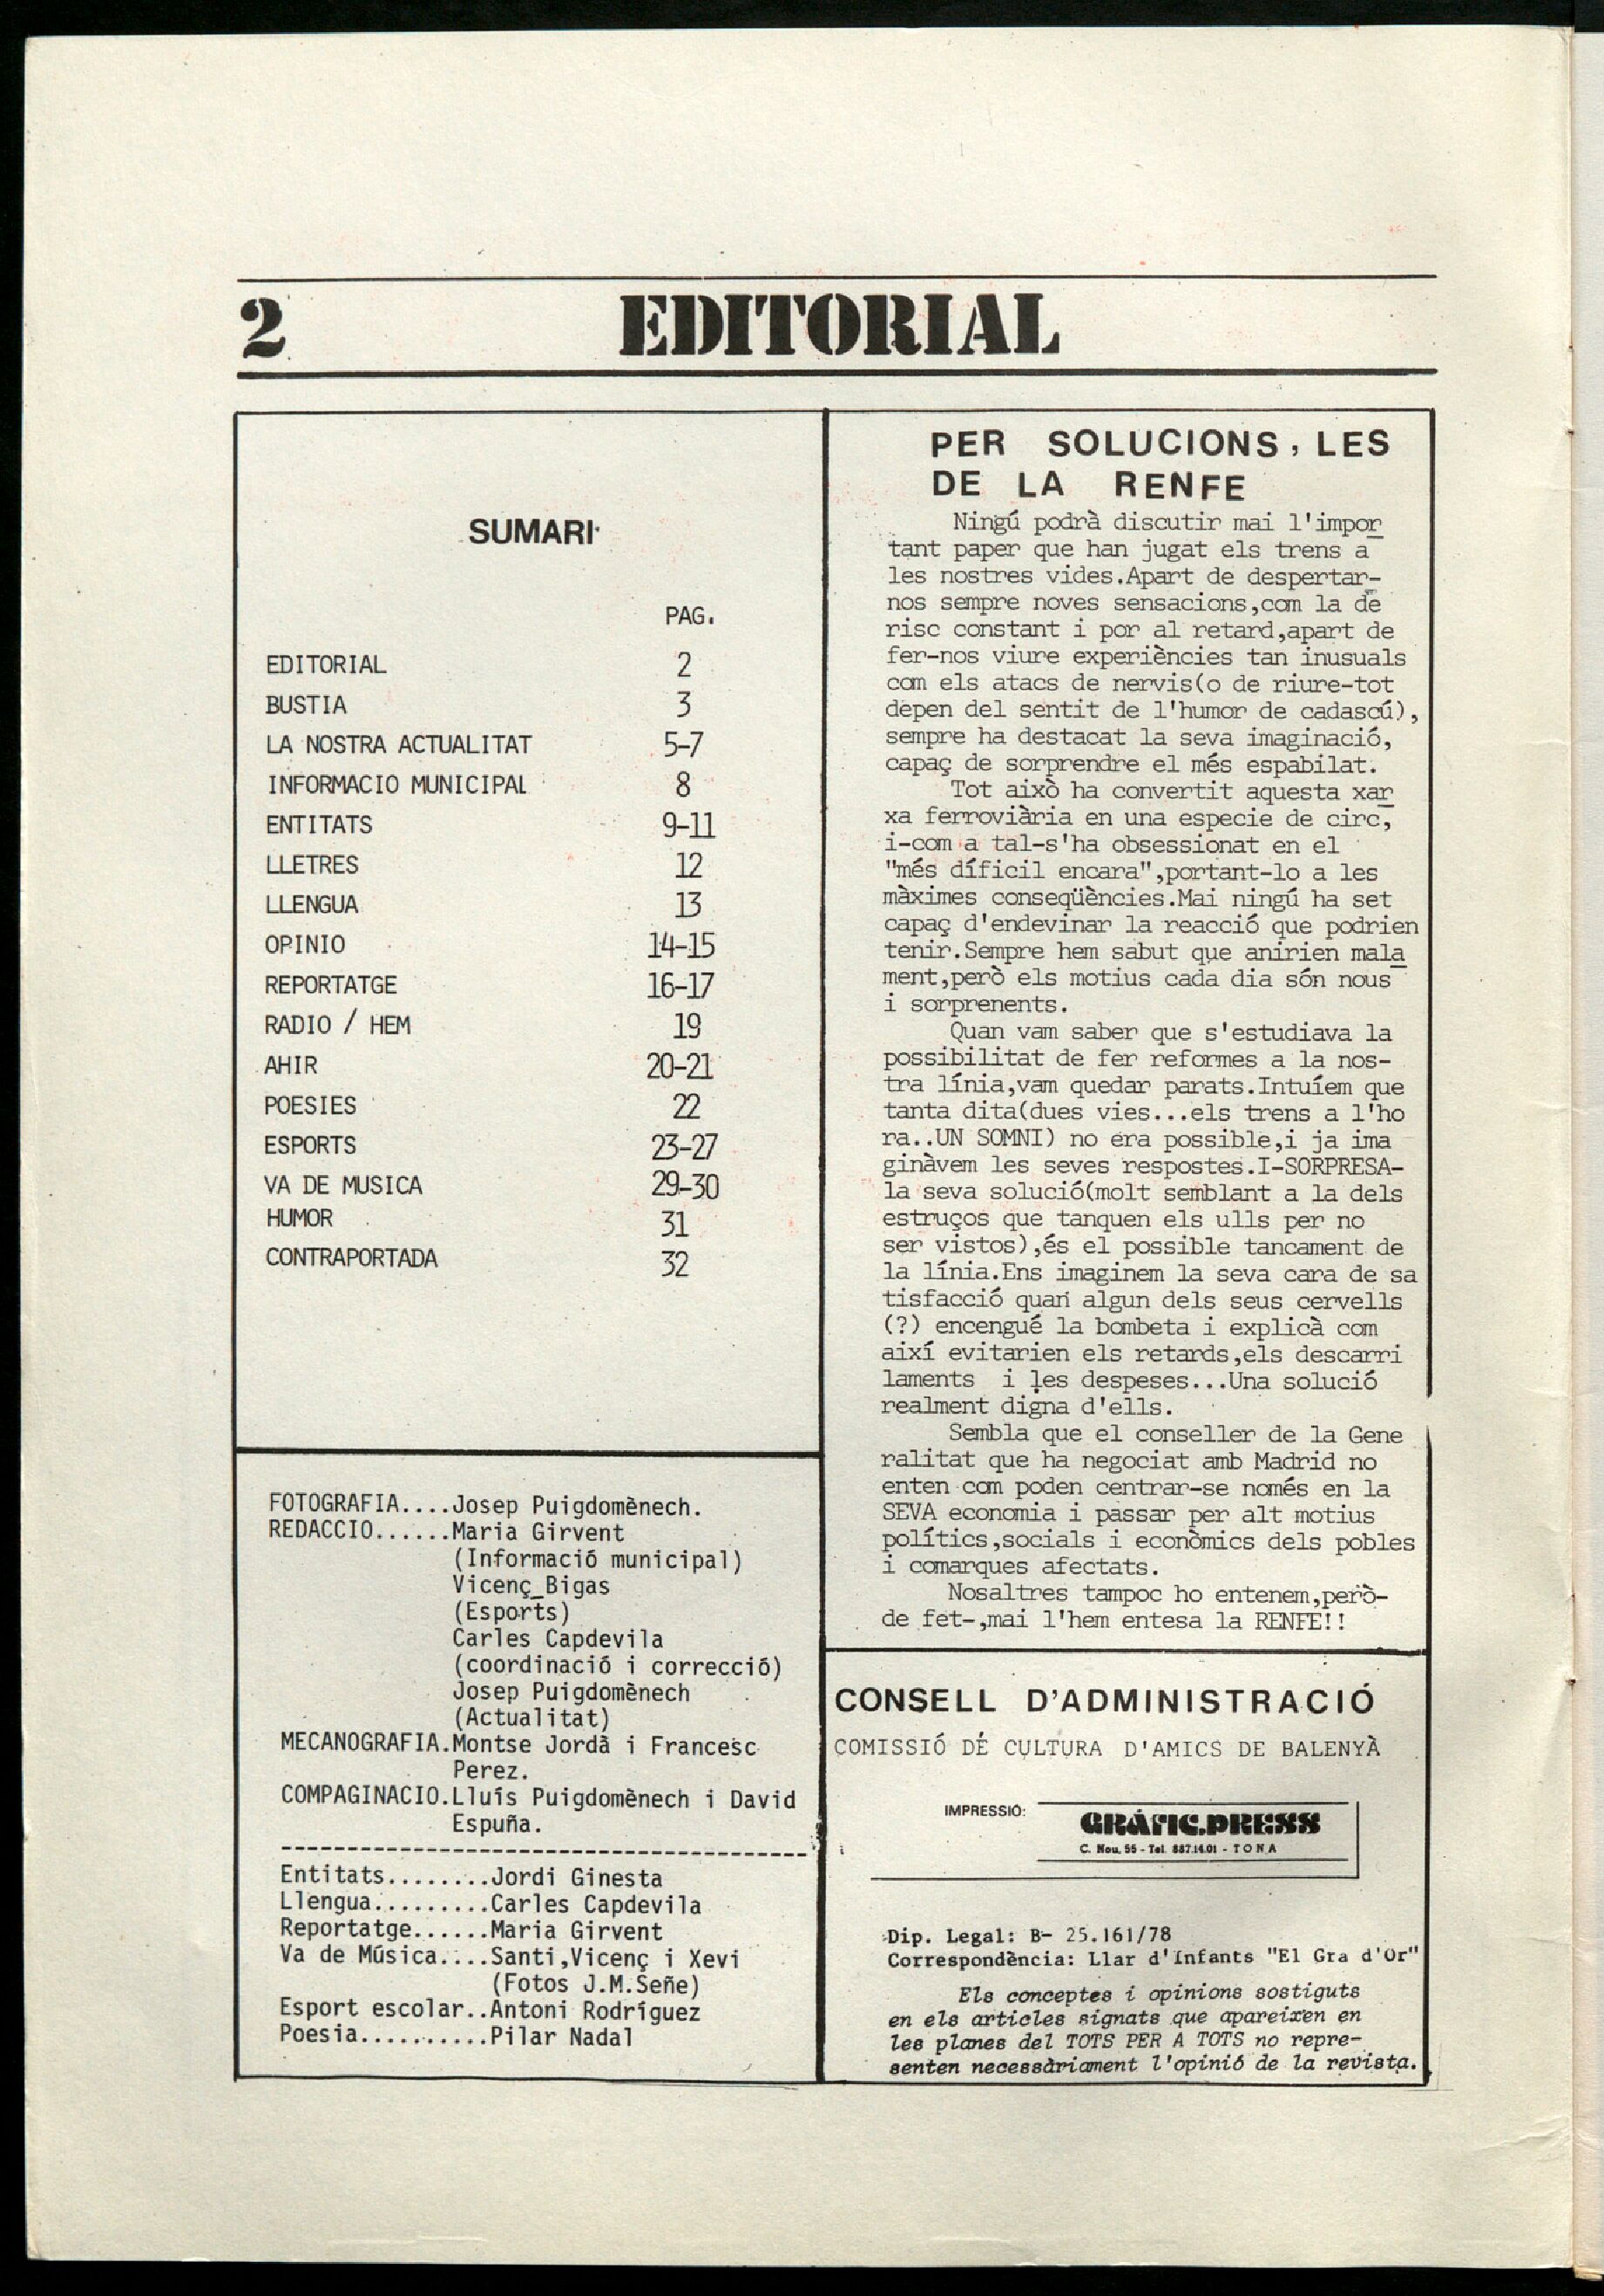 2 EDITORIAL
SUMARI
PAG.
EDITORIAL 2
BUSTIA 3
LA NOSTRA ACTUALITAT 5-7
INFORMACIO MUNICIPAL 8
ENTITATS 9-11
LLETRES 12
LLENGUA 13
OPINIO 14-15
REPORTATGE 16-17
RADIO / HEM 19
AHIR 20-21
POESIES 22
ESPORTS 23-27
VA DE MUSICA 29-30
HUMOR 31
CONTRAPORTADA 32
FOTOGRAFIA....Josep Puigdomènech.
REDACCIO......Maria Girvent
(Informació municipal)
Vicenç Bigas
(Esports)
Carles Capdevila
(coordinació i correcció)
Josep Puigdomènech
(Actualitat)
MECANOGRAFIA.Montse Jordà i Francesc
Perez.
COMPAGINACIO.Lluís Puigdomènech i David
Espuña.
----------------------------------------
Entitats........Jordi Ginesta
Llengua.........Carles Capdevila
Reportatge......Maria Girvent
Va de Música....Santi,Vicenç i Xevi
(Fotos J.M.Señe)
Esport escolar..Antoni Rodríguez
Poesia..........Pilar Nadal
PER SOLUCIONS, LES
DE LA RENFE
Ningú podrà discutir mai l'impor
tant paper que han jugat els trens a
les nostres vides.Apart de despertar-
nos sempre noves sensacions,com la de
risc constant i por al retard,apart de
fer-nos viure experiències tan inusuals
com els atacs de nervis(o de riure-tot
depen del sentit de l'humor de cadascú),
sempre ha destacat la seva imaginació,
capaç de sorprendre el més espabilat.
Tot això ha convertit aquesta xar
xa ferroviària en una especie de circ,
i-com a tal-s'ha obsessionat en el
"més díficil encara",portant-lo a les
màximes conseqüències.Mai ningú ha set
capaç d'endevinar la reacció que podrien
tenir.Sempre hem sabut que anirien mala
ment,però els motius cada dia són nous
i sorprenents.
Quan vam saber que s'estudiava la
possibilitat de fer reformes a la nos-
tra línia,vam quedar parats.Intuíem que
tanta dita(dues vies...els trens a l'ho
ra..UN SOMNI) no era possible,i ja ima
ginàvem les seves respostes.I-SORPRESA-
la seva solució(molt semblant a la dels
estruços que tanquen els ulls per no
ser vistos),és el possible tancament de
la línia.Ens imaginem la seva cara de sa
tisfacció quan algun dels seus cervells
(?) encengué la bombeta i explicà com
així evitarien els retards,els descarri
laments i les despeses...Una solució
realment digna d'ells.
Sembla que el conseller de la Gene
ralitat que ha negociat amb Madrid no
enten com poden centrar-se només en la
SEVA economia i passar per alt motius
polítics,socials i econòmics dels pobles
i comarques afectats.
Nosaltres tampoc ho entenem,però-
de fet-,mai l'hem entesa la RENFE!!
CONSELL D'ADMINISTRACIÓ
COMISSIÓ DE CULTURA D'AMICS DE BALENYÀ
IMPRESSIÓ: GRÀFIC.PRESS
C. Nou, 55 - Tel. 887.14.01 - TONA
Dip. Legal: B- 25.161/78
Correspondència: Llar d'Infants "El Gra d'Or"
Els conceptes i opinions sostiguts
en els articles signats que apareixen en
les planes del TOTS PER A TOTS no repre-
senten necessàriament l'opinió de la revista.